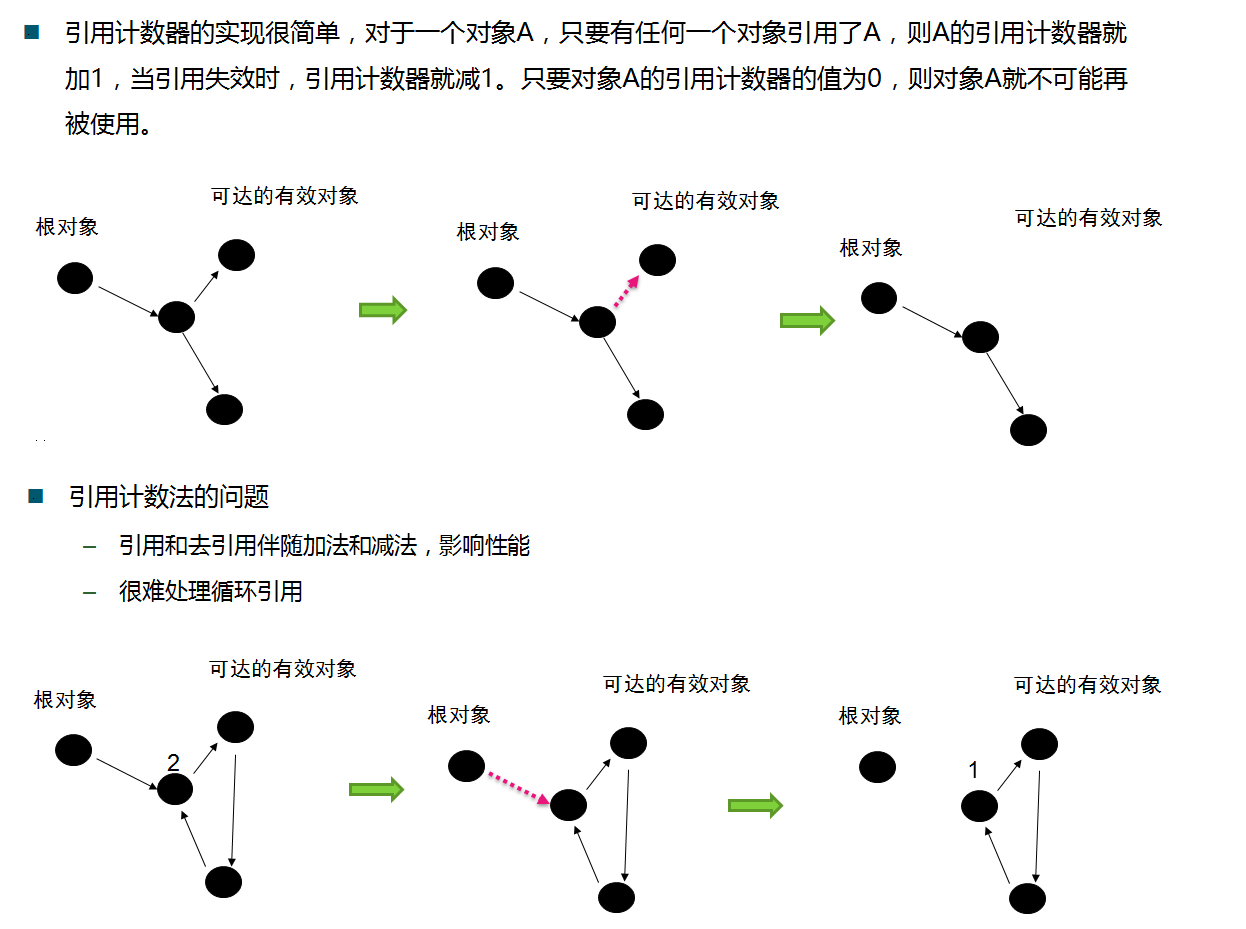 引用计数器的实现很简单，对于一个对象A，只要有任何一个对象引用了A，则A的引用计数器就
加1，当引用失效时，引用计数器就减1。只要对象A的引用计数器的值为0，则对象A就不可能再
被使用。
可达的有效对象
根对象
可达的有效对象
根对象
可达的有效对象
根对象
引用计数法的问题
– 引用和去引用伴随加法和减法，影响性能
– 很难处理循环引用
可达的有效对象
根对象
2
可达的有效对象
根对象
可达的有效对象
根对象
1